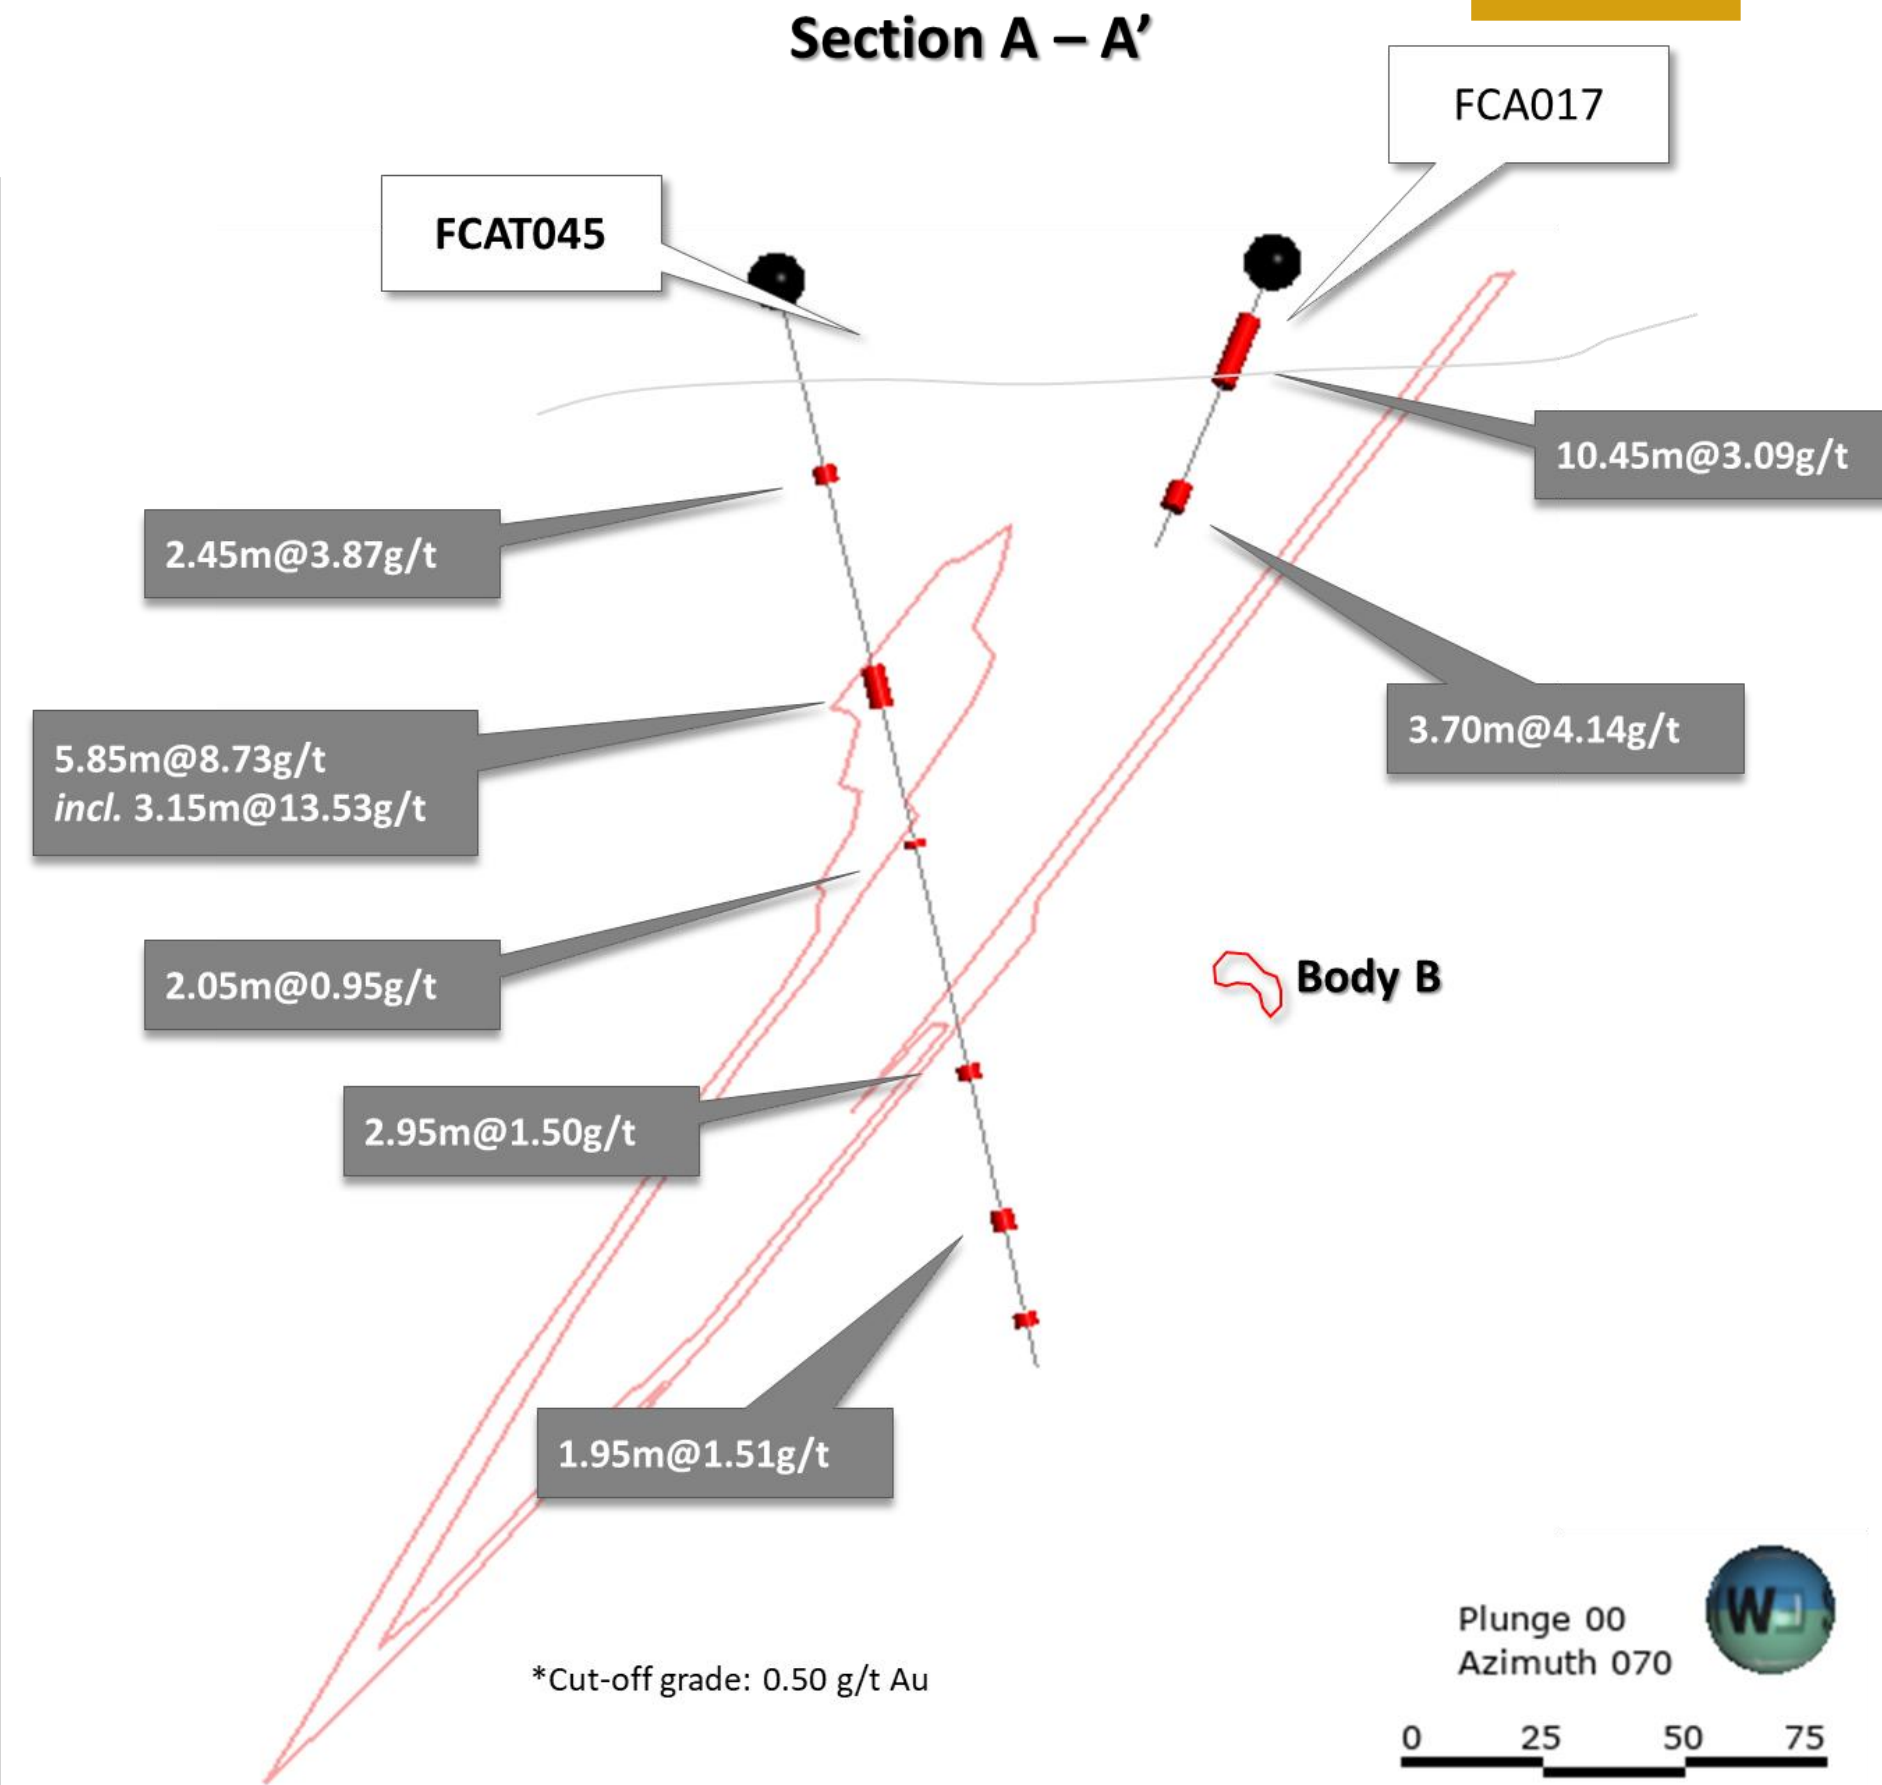 Section A – A’
FCA017
FCAT045
10.45m@3.09g/t
2.45m@3.87g/t
3.70m@4.14g/t
5.85m@8.73g/t
incl. 3.15m@13.53g/t
2.05m@0.95g/t
Body B
2.95m@1.50g/t
1.95m@1.51g/t
W
Plunge 00
Azimuth 070
*Cut-off grade: 0.50 g/t Au
0 25 50 75